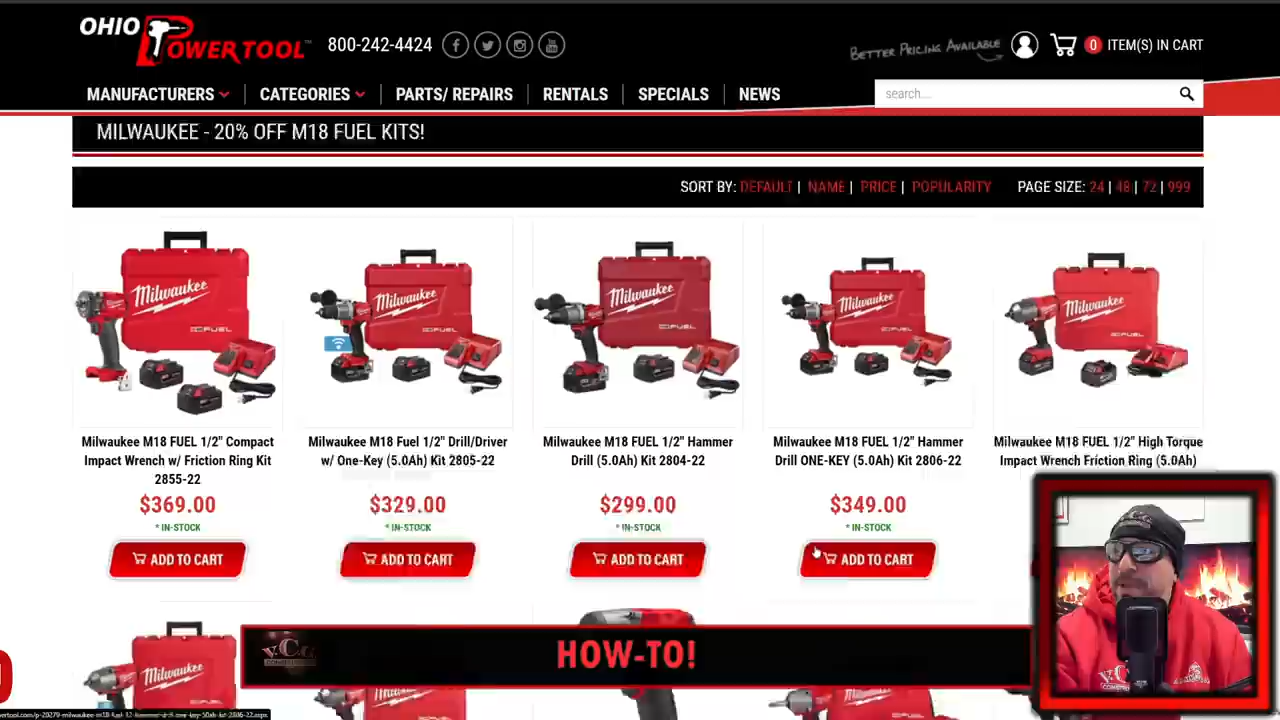 OHIO POWERTOOL™
800-242-4424
BETTER PRICING AVAILABLE
0 ITEM(S) IN CART
MANUFACTURERS
CATEGORIES
PARTS/ REPAIRS
RENTALS
SPECIALS
NEWS
search....
MILWAUKEE - 20% OFF M18 FUEL KITS!
SORT BY: DEFAULT | NAME | PRICE | POPULARITY PAGE SIZE: 24 | 48 | 72 | 999
Milwaukee
FUEL
Milwaukee
FUEL
Milwaukee
FUEL
Milwaukee
FUEL
Milwaukee
FUEL
Milwaukee M18 FUEL 1/2" Compact
Impact Wrench w/ Friction Ring Kit
2855-22
$369.00
* IN-STOCK
ADD TO CART
Milwaukee M18 Fuel 1/2" Drill/Driver
w/ One-Key (5.0Ah) Kit 2805-22
$329.00
* IN-STOCK
ADD TO CART
Milwaukee M18 FUEL 1/2" Hammer
Drill (5.0Ah) Kit 2804-22
$299.00
* IN-STOCK
ADD TO CART
Milwaukee M18 FUEL 1/2" Hammer
Drill ONE-KEY (5.0Ah) Kit 2806-22
$349.00
* IN-STOCK
ADD TO CART
Milwaukee M18 FUEL 1/2" High Torque
Impact Wrench Friction Ring (5.0Ah)
Milwaukee
V.C.G.
HOW-TO!